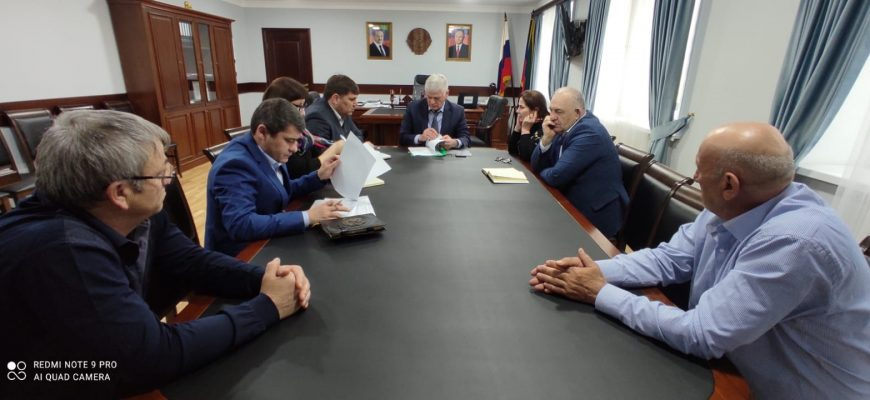 REDMI NOTE 9 PRO
AI QUAD CAMERA